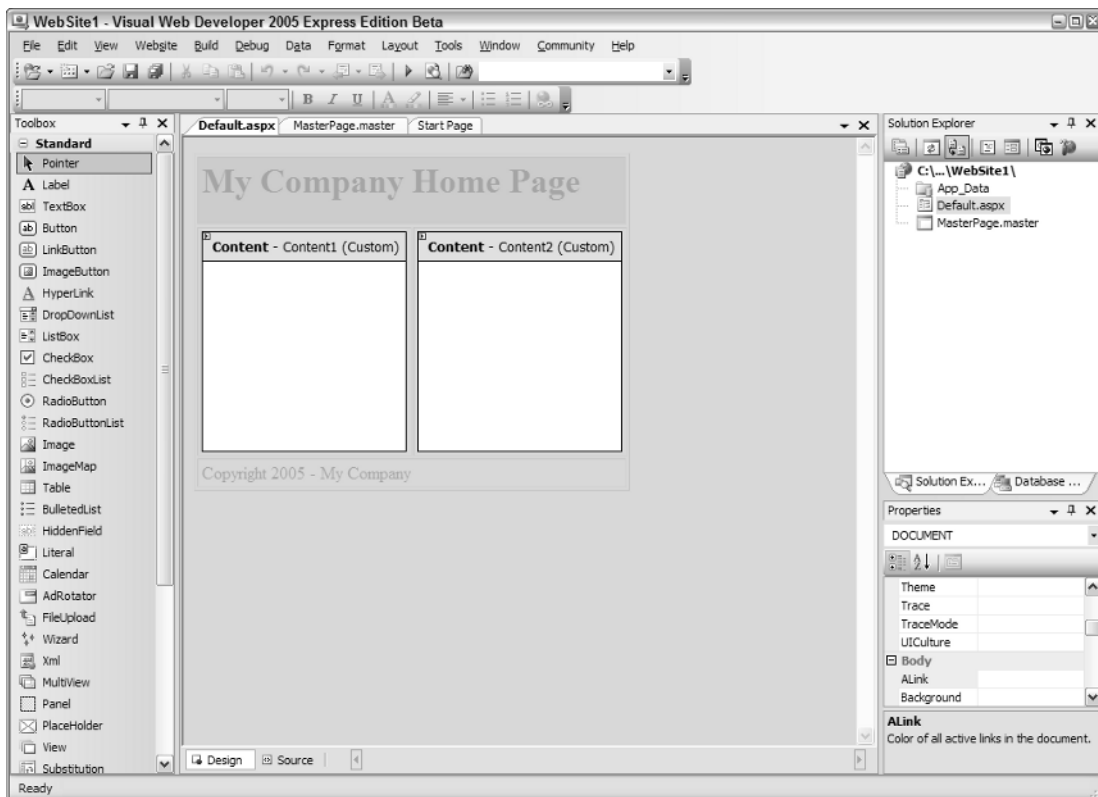 WebSite1 - Visual Web Developer 2005 Express Edition Beta
File Edit View Website Build Debug Data Format Layout Tools Window Community Help
B I U A
Toolbox
Standard
Pointer
A Label
abl TextBox
ab Button
ab LinkButton
ImageButton
A HyperLink
DropDownList
ListBox
CheckBox
CheckBoxList
RadioButton
RadioButtonList
Image
ImageMap
Table
BulletedList
HiddenField
Literal
Calendar
AdRotator
FileUpload
Wizard
Xml
MultiView
Panel
PlaceHolder
View
Substitution
Default.aspx MasterPage.master Start Page
My Company Home Page
Content - Content1 (Custom) Content - Content2 (Custom)
Copyright 2005 - My Company
Design Source
Solution Explorer
C:\...\WebSite1\
App_Data
Default.aspx
MasterPage.master
Solution Ex... Database ...
Properties
DOCUMENT
Theme
Trace
TraceMode
UICulture
Body
ALink
Background
ALink
Color of all active links in the document.
Ready